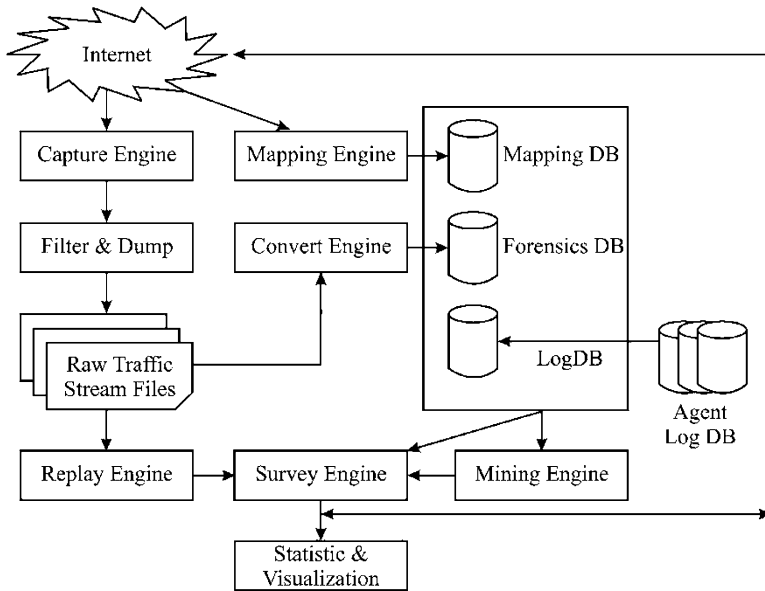 Internet
Capture Engine
Mapping Engine
Mapping DB
Filter & Dump
Convert Engine
Forensics DB
Raw Traffic
Stream Files
LogDB
Agent
Log DB
Replay Engine
Survey Engine
Mining Engine
Statistic &
Visualization